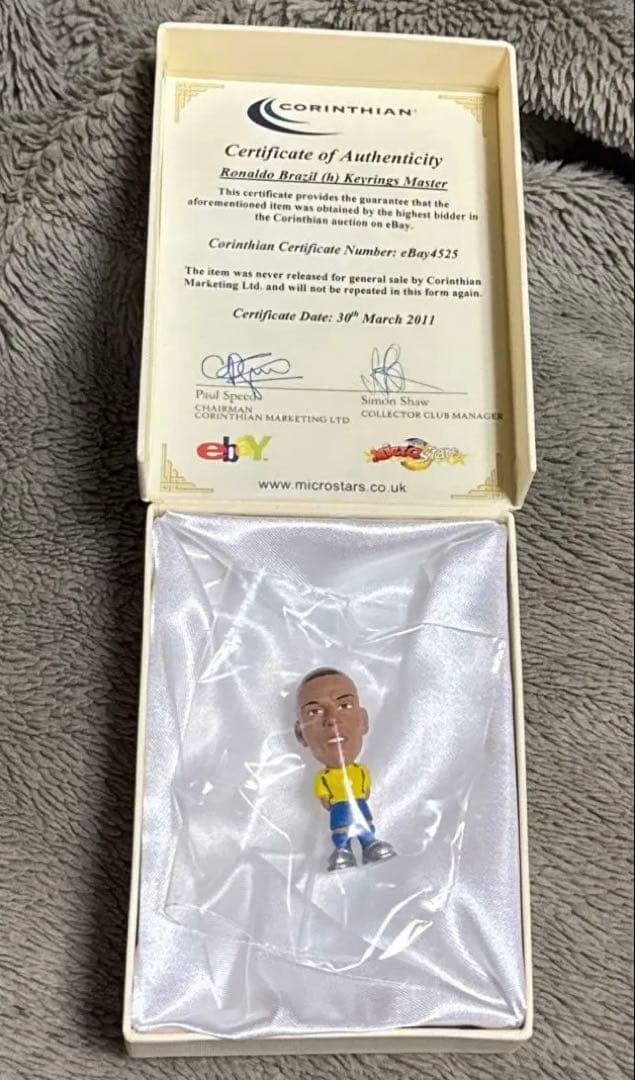 CORINTHIAN
Certificate of Authenticity
Ronaldo Brazil (h) Keyrings Master
This certificate provides the guarantee that the
aforementioned item was obtained by the highest bidder in
the Corinthian auction on eBay.
Corinthian Certificate Number: eBay4525
The item was never released for general sale by Corinthian
Marketing Ltd. and will not be repeated in this form again.
Certificate Date: 30th March 2011
Paul Speed
Simon Shaw
CHAIRMAN
COLLECTOR CLUB MANAGER
CORINTHIAN MARKETING LTD
ebY
MicroStars
www.microstars.co.uk